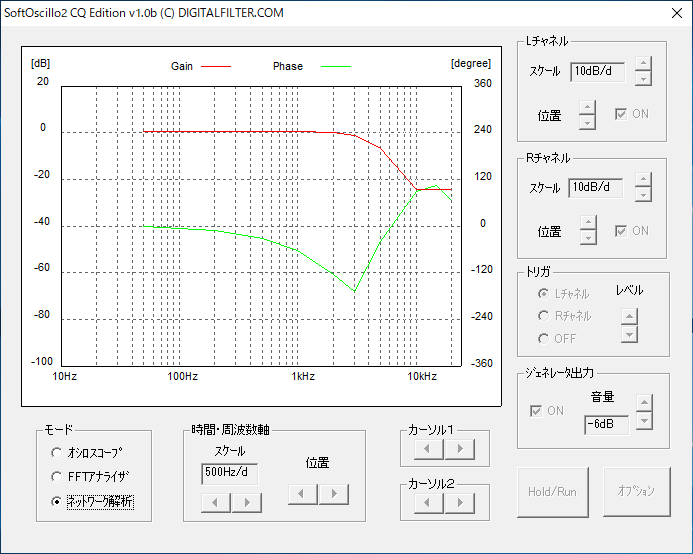 SoftOscillo2 CQ Edition v1.0b (C) DIGITALFILTER.COM
[dB] Gain Phase [degree]
20 360
0 240
-20 120
-40 0
-60 -120
-80 -240
-100 -360
10Hz 100Hz 1kHz 10kHz
Lチャネル
スケール 10dB/d
位置 ON
Rチャネル
スケール 10dB/d
位置 ON
トリガ
Lチャネル レベル
Rチャネル
OFF
ジェネレータ出力
ON 音量
-6dB
モード
オシロスコープ
FFTアナライザ
ネットワーク解析
時間・周波数軸
スケール 位置
500Hz/d
カーソル1
カーソル2
Hold/Run オプション